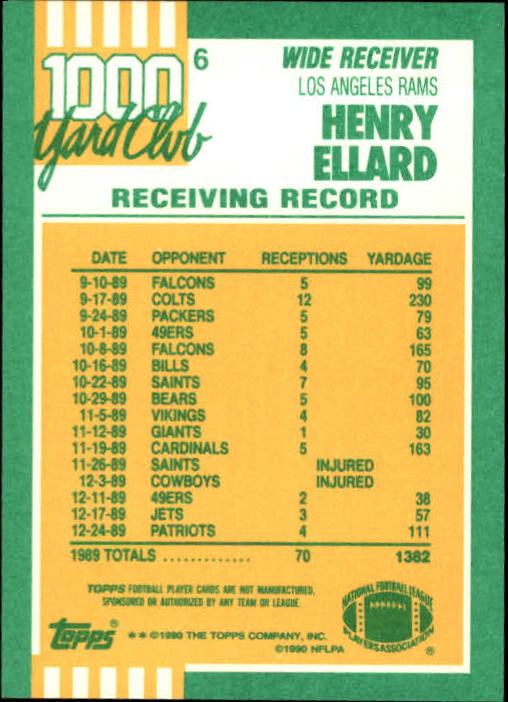 1000
Yard Club
6
WIDE RECEIVER
LOS ANGELES RAMS
HENRY
ELLARD
RECEIVING RECORD
DATE OPPONENT RECEPTIONS YARDAGE
9-10-89 FALCONS 5 99
9-17-89 COLTS 12 230
9-24-89 PACKERS 5 79
10-1-89 49ERS 5 63
10-8-89 FALCONS 8 165
10-16-89 BILLS 4 70
10-22-89 SAINTS 7 95
10-29-89 BEARS 5 100
11-5-89 VIKINGS 4 82
11-12-89 GIANTS 1 30
11-19-89 CARDINALS 5 163
11-26-89 SAINTS INJURED
12-3-89 COWBOYS INJURED
12-11-89 49ERS 2 38
12-17-89 JETS 3 57
12-24-89 PATRIOTS 4 111
1989 TOTALS ............. 70 1382
TOPPS FOOTBALL PLAYER CARDS ARE NOT MANUFACTURED,
SPONSORED OR AUTHORIZED BY ANY TEAM OR LEAGUE.
topps®
** ©1990 THE TOPPS COMPANY, INC.
©1990 NFLPA
NATIONAL FOOTBALL LEAGUE
PLAYERS ASSOCIATION ®